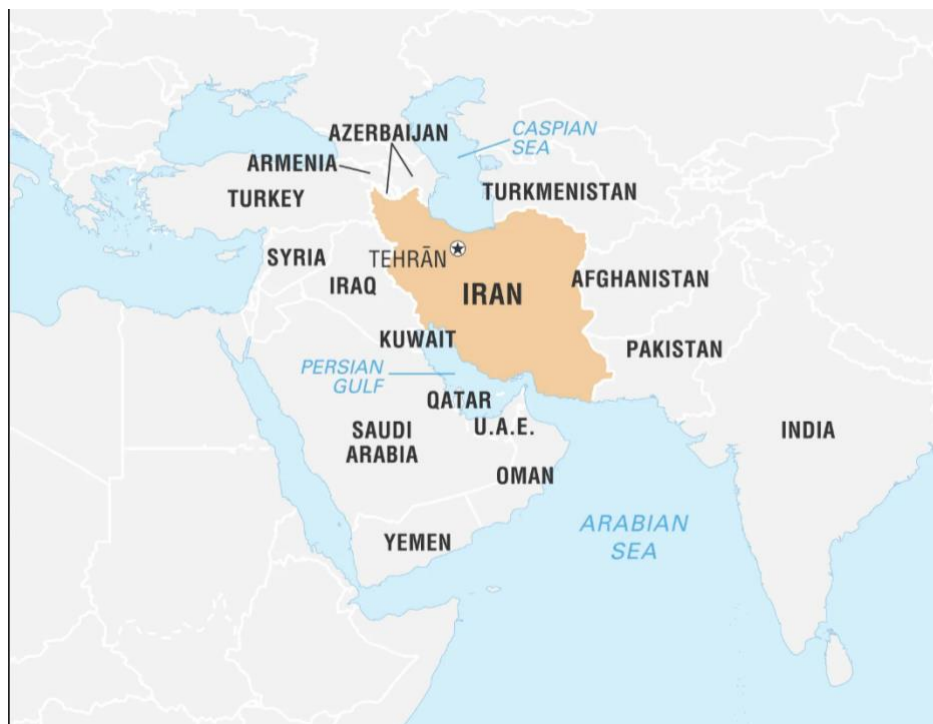 AZERBAIJAN
CASPIAN
SEA
ARMENIA
TURKEY
TURKMENISTAN
SYRIA
TEHRĀN
IRAQ
IRAN
AFGHANISTAN
KUWAIT
PAKISTAN
PERSIAN
GULF
QATAR
U.A.E.
SAUDI
ARABIA
INDIA
OMAN
ARABIAN
SEA
YEMEN